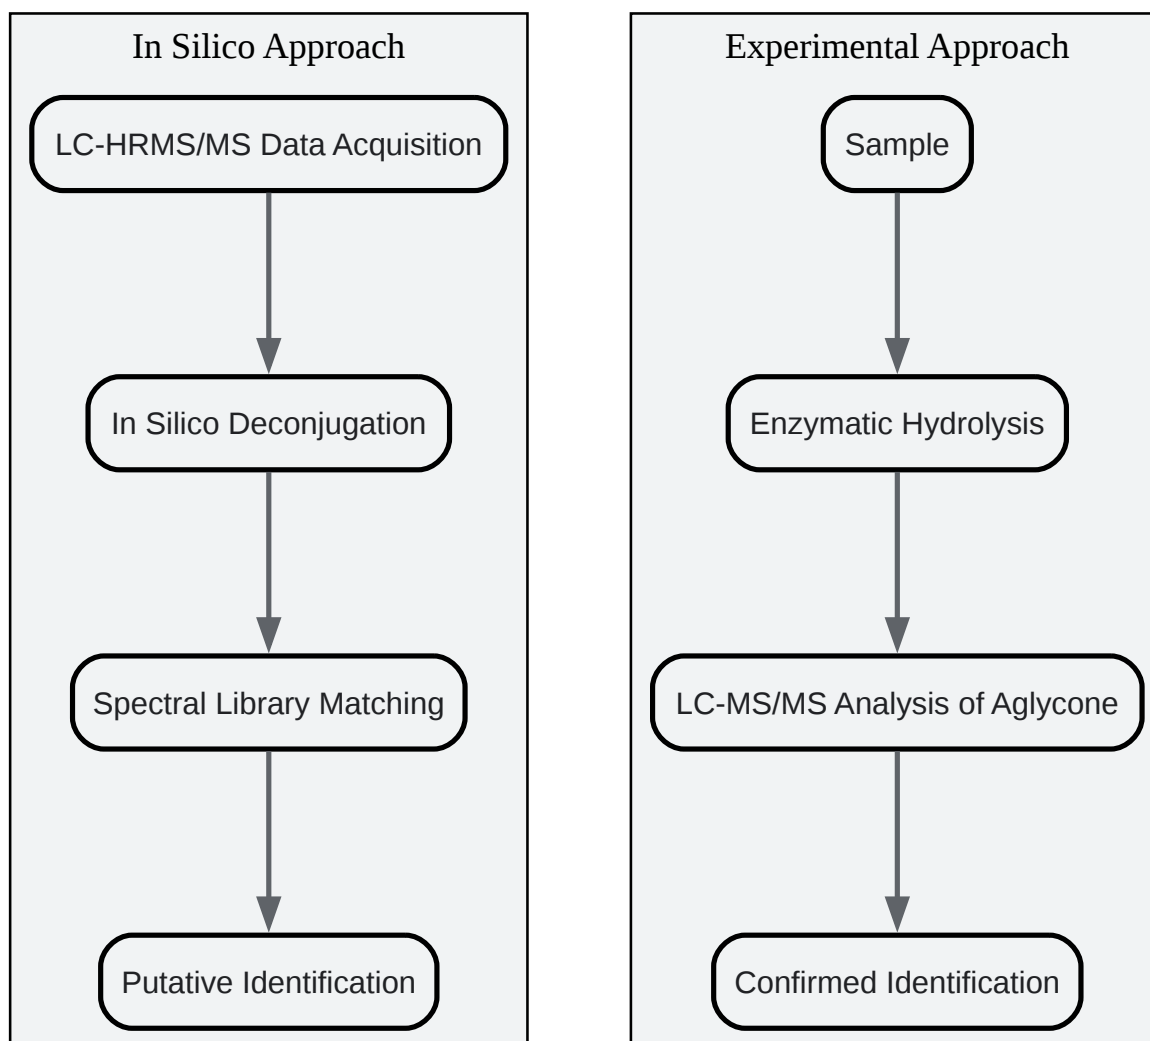 In Silico Approach
LC-HRMS/MS Data Acquisition
In Silico Deconjugation
Spectral Library Matching
Putative Identification
Experimental Approach
Sample
Enzymatic Hydrolysis
LC-MS/MS Analysis of Aglycone
Confirmed Identification